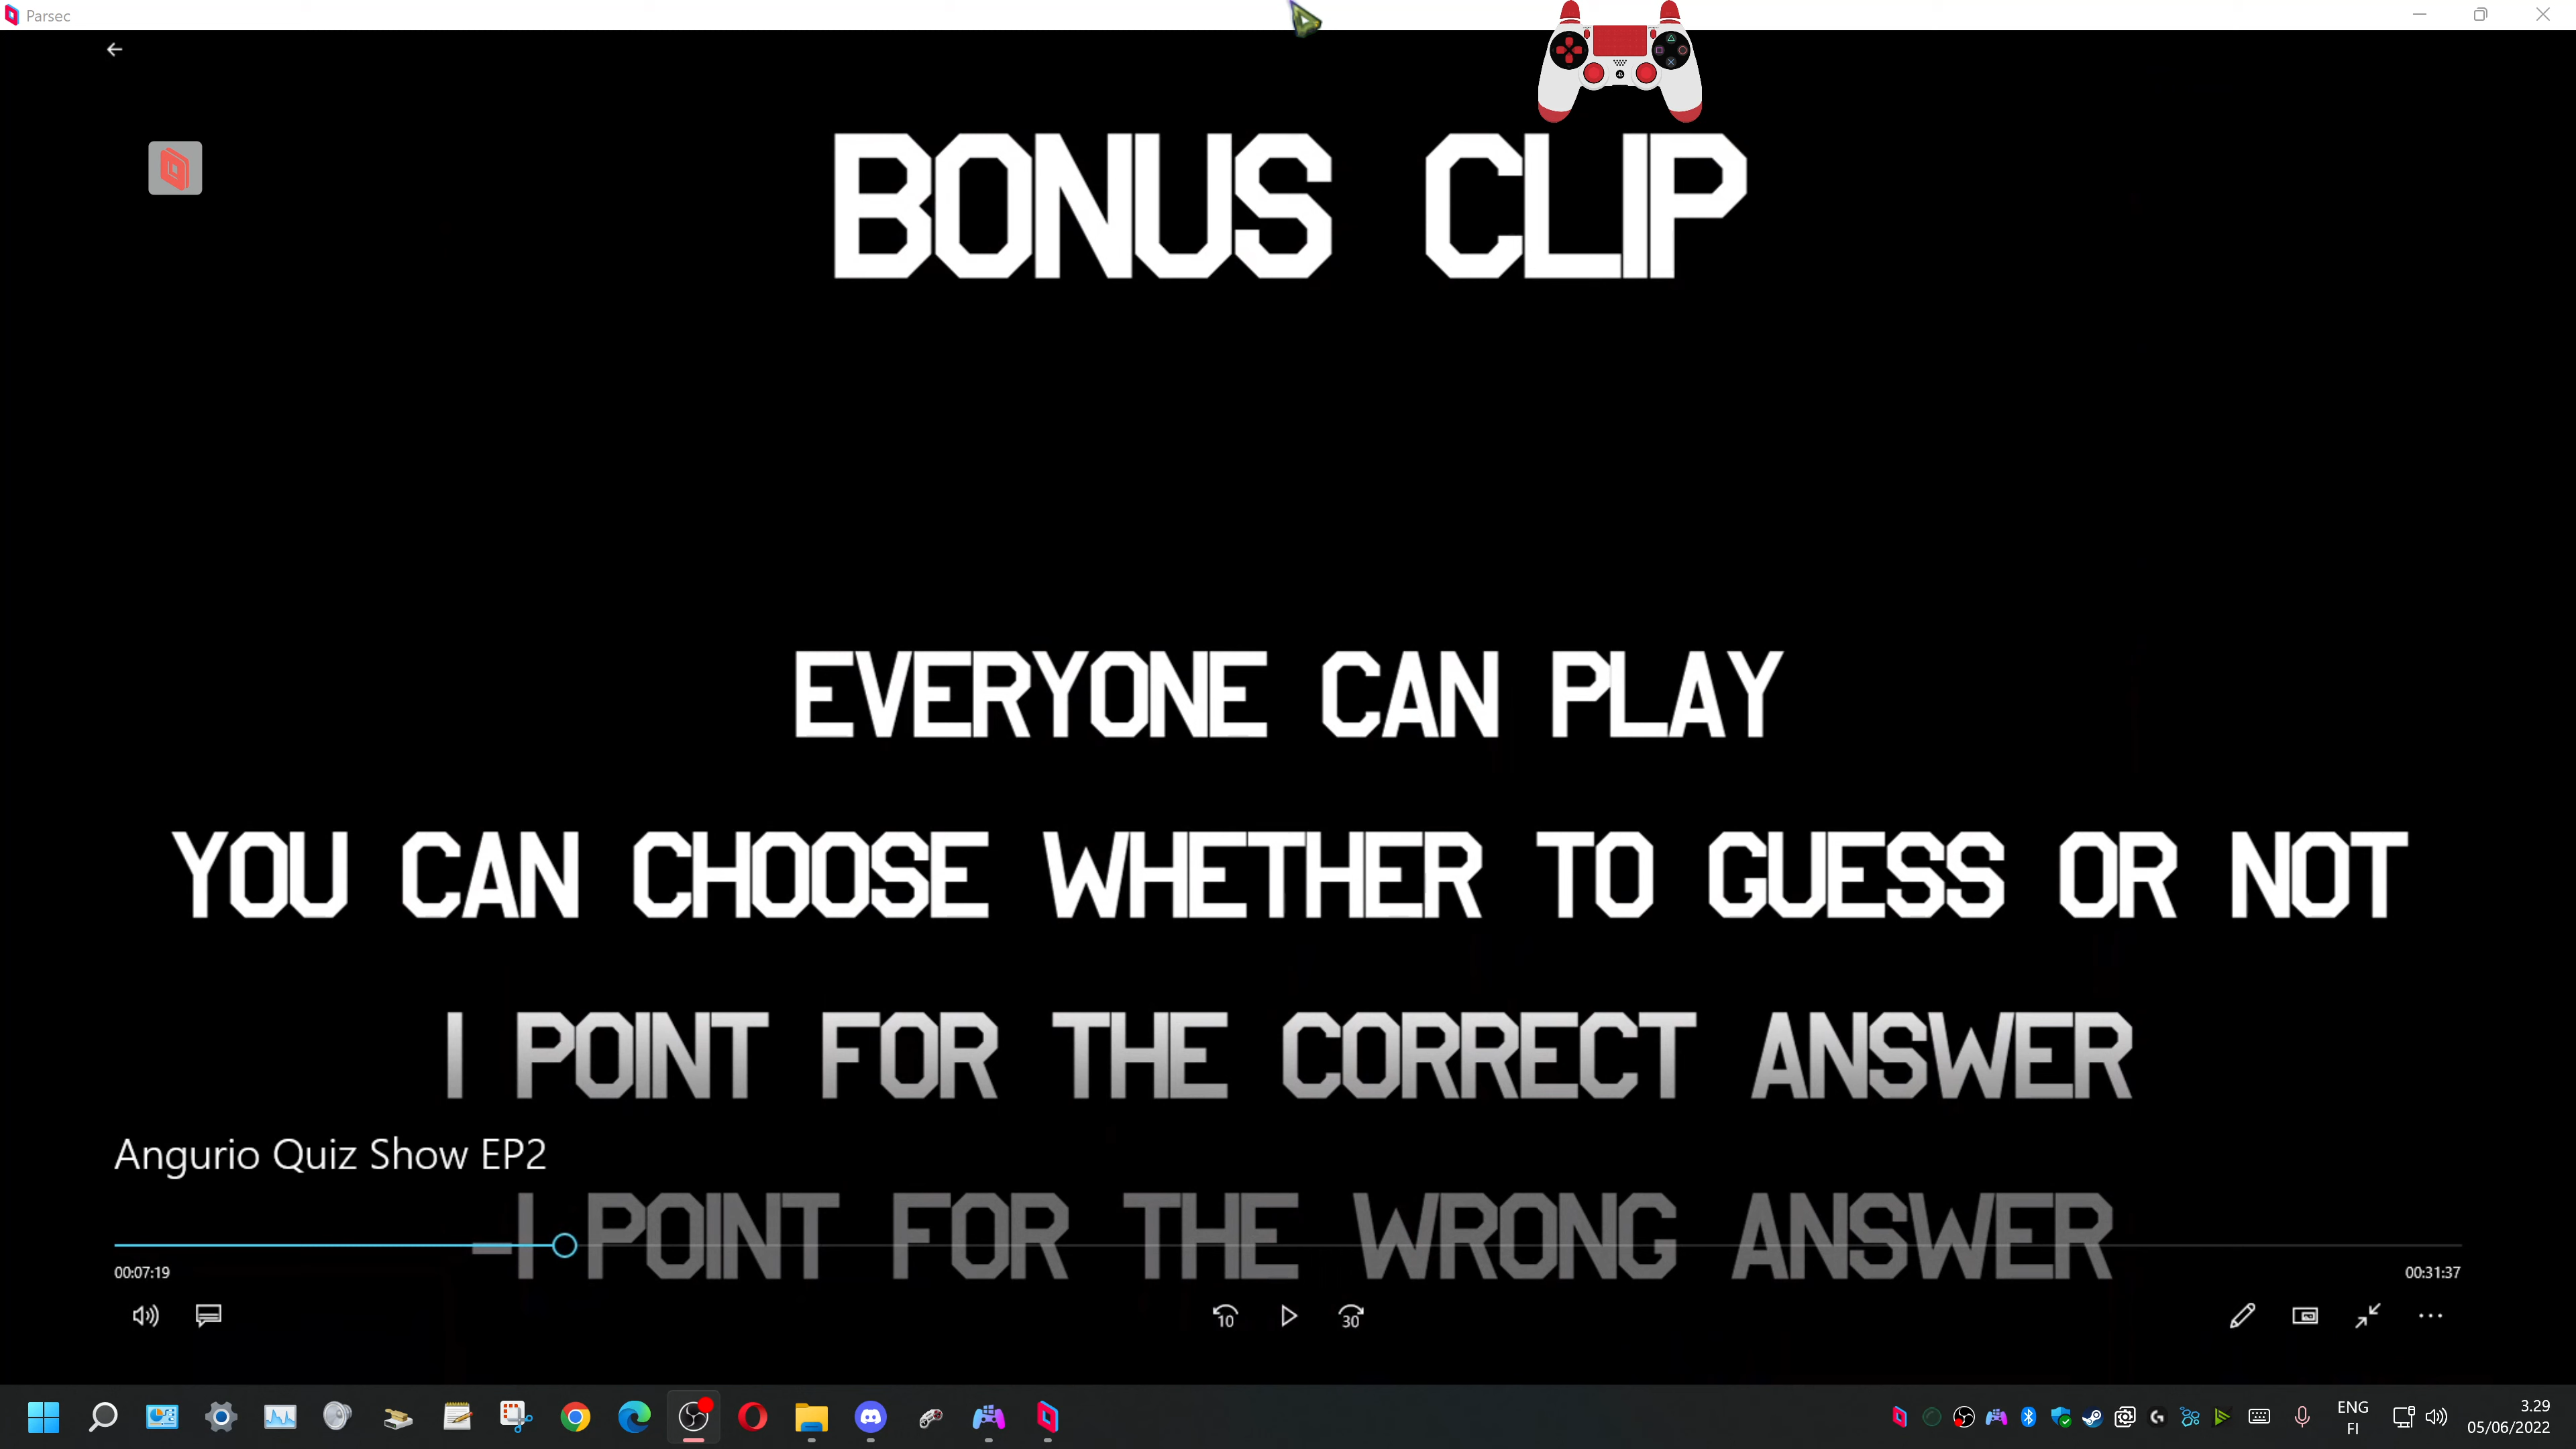 Parsec
BONUS CLIP
EVERYONE CAN PLAY
YOU CAN CHOOSE WHETHER TO GUESS OR NOT
1 POINT FOR THE CORRECT ANSWER
Angurio Quiz Show EP2
-1 POINT FOR THE WRONG ANSWER
00:07:19
00:31:37
10
30
ENG
FI
3.29
05/06/2022